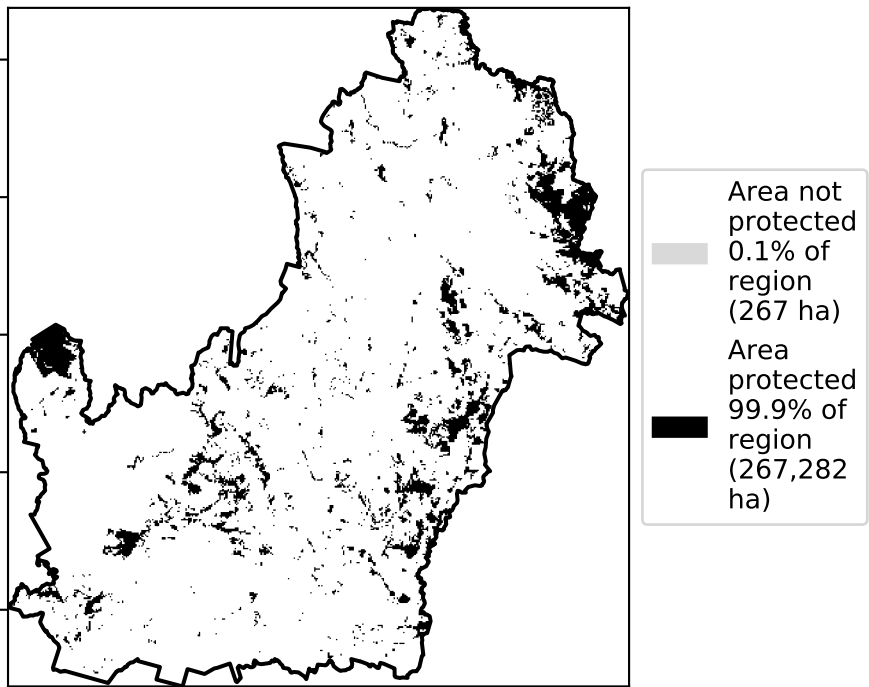 Area not
protected
0.1% of
region
(267 ha)
Area
protected
99.9% of
region
(267,282
ha)